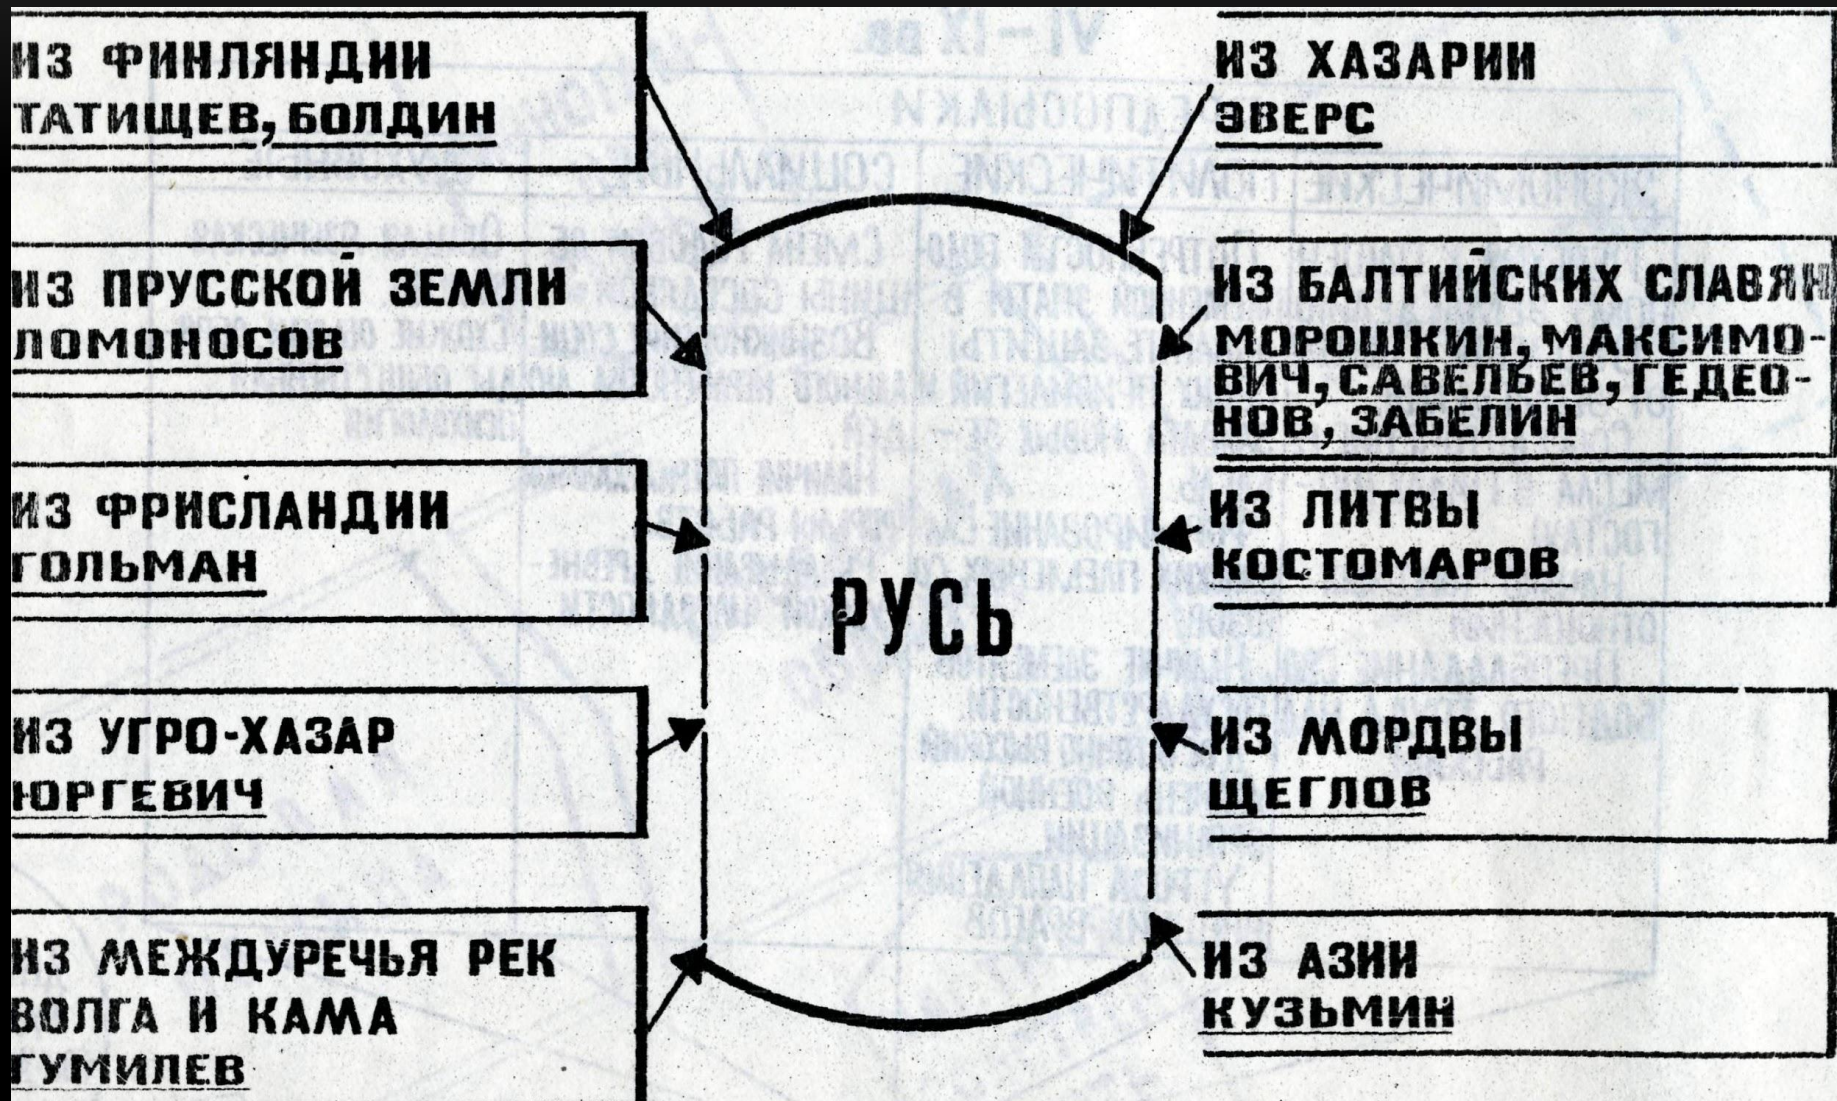 ИЗ ФИНЛЯНДИИ
ТАТИЩЕВ, БОЛДИН
ИЗ ПРУССКОЙ ЗЕМЛИ
ЛОМОНОСОВ
ИЗ ФРИСЛАНДИИ
ГОЛЬМАН
ИЗ УГРО-ХАЗАР
ЮРГЕВИЧ
ИЗ МЕЖДУРЕЧЬЯ РЕК
ВОЛГА И КАМА
ГУМИЛЕВ
РУСЬ
ИЗ ХАЗАРИИ
ЭВЕРС
ИЗ БАЛТИЙСКИХ СЛАВЯН
МОРОШКИН, МАКСИМО-
ВИЧ, САВЕЛЬЕВ, ГЕДЕО-
НОВ, ЗАБЕЛИН
ИЗ ЛИТВЫ
КОСТОМАРОВ
ИЗ МОРДВЫ
ЩЕГЛОВ
ИЗ АЗИИ
КУЗЬМИН